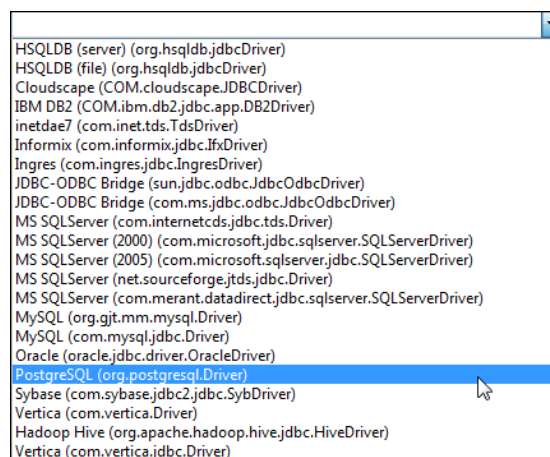 HSQLDB (server) (org.hsqldb.jdbcDriver)
HSQLDB (file) (org.hsqldb.jdbcDriver)
Cloudscape (COM.cloudscape.JDBCDriver)
IBM DB2 (COM.ibm.db2.jdbc.app.DB2Driver)
inetdae7 (com.inet.tds.TdsDriver)
Informix (com.informix.jdbc.IfxDriver)
Ingres (com.ingres.jdbc.IngresDriver)
JDBC-ODBC Bridge (sun.jdbc.odbc.JdbcOdbcDriver)
JDBC-ODBC Bridge (com.ms.jdbc.odbc.JdbcOdbcDriver)
MS SQLServer (com.internetcds.jdbc.tds.Driver)
MS SQLServer (2000) (com.microsoft.jdbc.sqlserver.SQLServerDriver)
MS SQLServer (2005) (com.microsoft.sqlserver.jdbc.SQLServerDriver)
MS SQLServer (net.sourceforge.jtds.jdbc.Driver)
MS SQLServer (com.merant.datadirect.jdbc.sqlserver.SQLServerDriver)
MySQL (org.gjt.mm.mysql.Driver)
MySQL (com.mysql.jdbc.Driver)
Oracle (oracle.jdbc.driver.OracleDriver)
PostgreSQL (org.postgresql.Driver)
Sybase (com.sybase.jdbc2.jdbc.SybDriver)
Vertica (com.vertica.Driver)
Hadoop Hive (org.apache.hadoop.hive.jdbc.HiveDriver)
Vertica (com.vertica.jdbc.Driver)